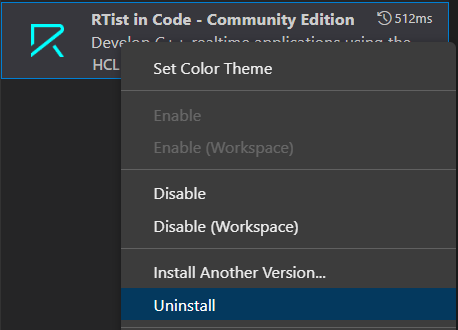 RTist in Code - Community Edition 512ms
Develop C++ realtime applications using the
HCL
Set Color Theme
Enable
Enable (Workspace)
Disable
Disable (Workspace)
Install Another Version...
Uninstall